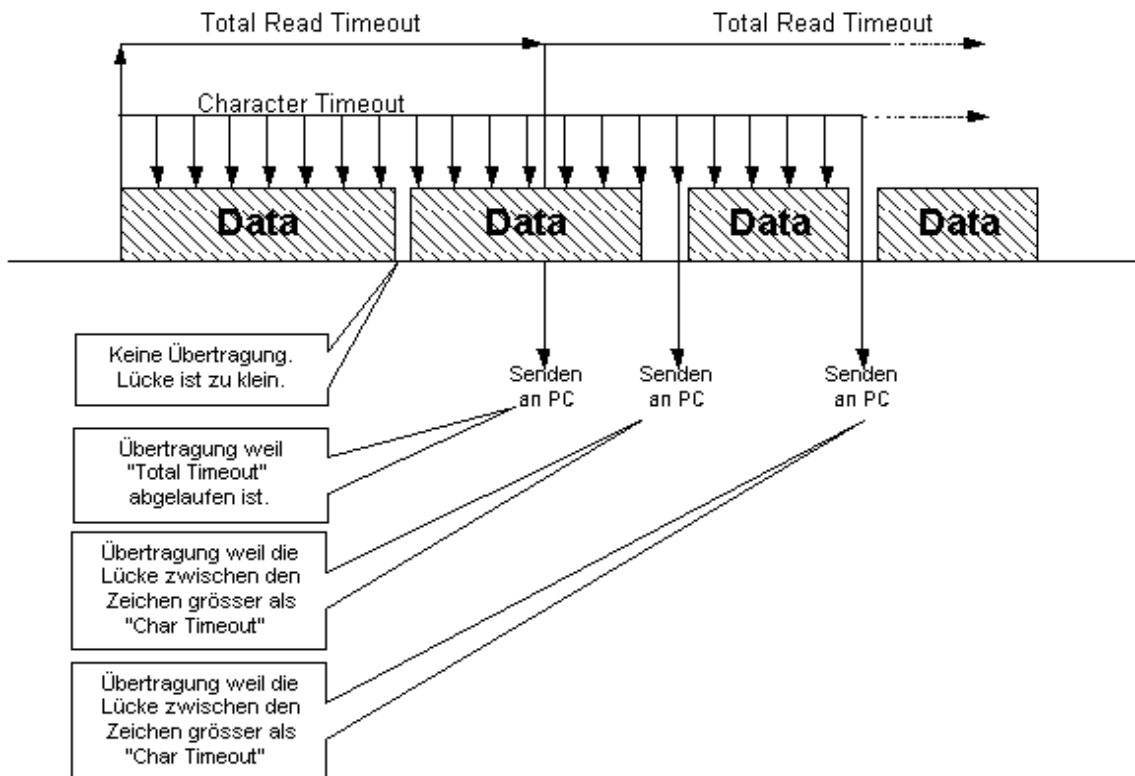 Total Read Timeout
Total Read Timeout
Character Timeout
Data
Data
Data
Data
Keine Übertragung.
Lücke ist zu klein.
Senden
an PC
Senden
an PC
Senden
an PC
Übertragung weil
"Total Timeout"
abgelaufen ist.
Übertragung weil die
Lücke zwischen den
Zeichen grösser als
"Char Timeout"
Übertragung weil die
Lücke zwischen den
Zeichen grösser als
"Char Timeout"